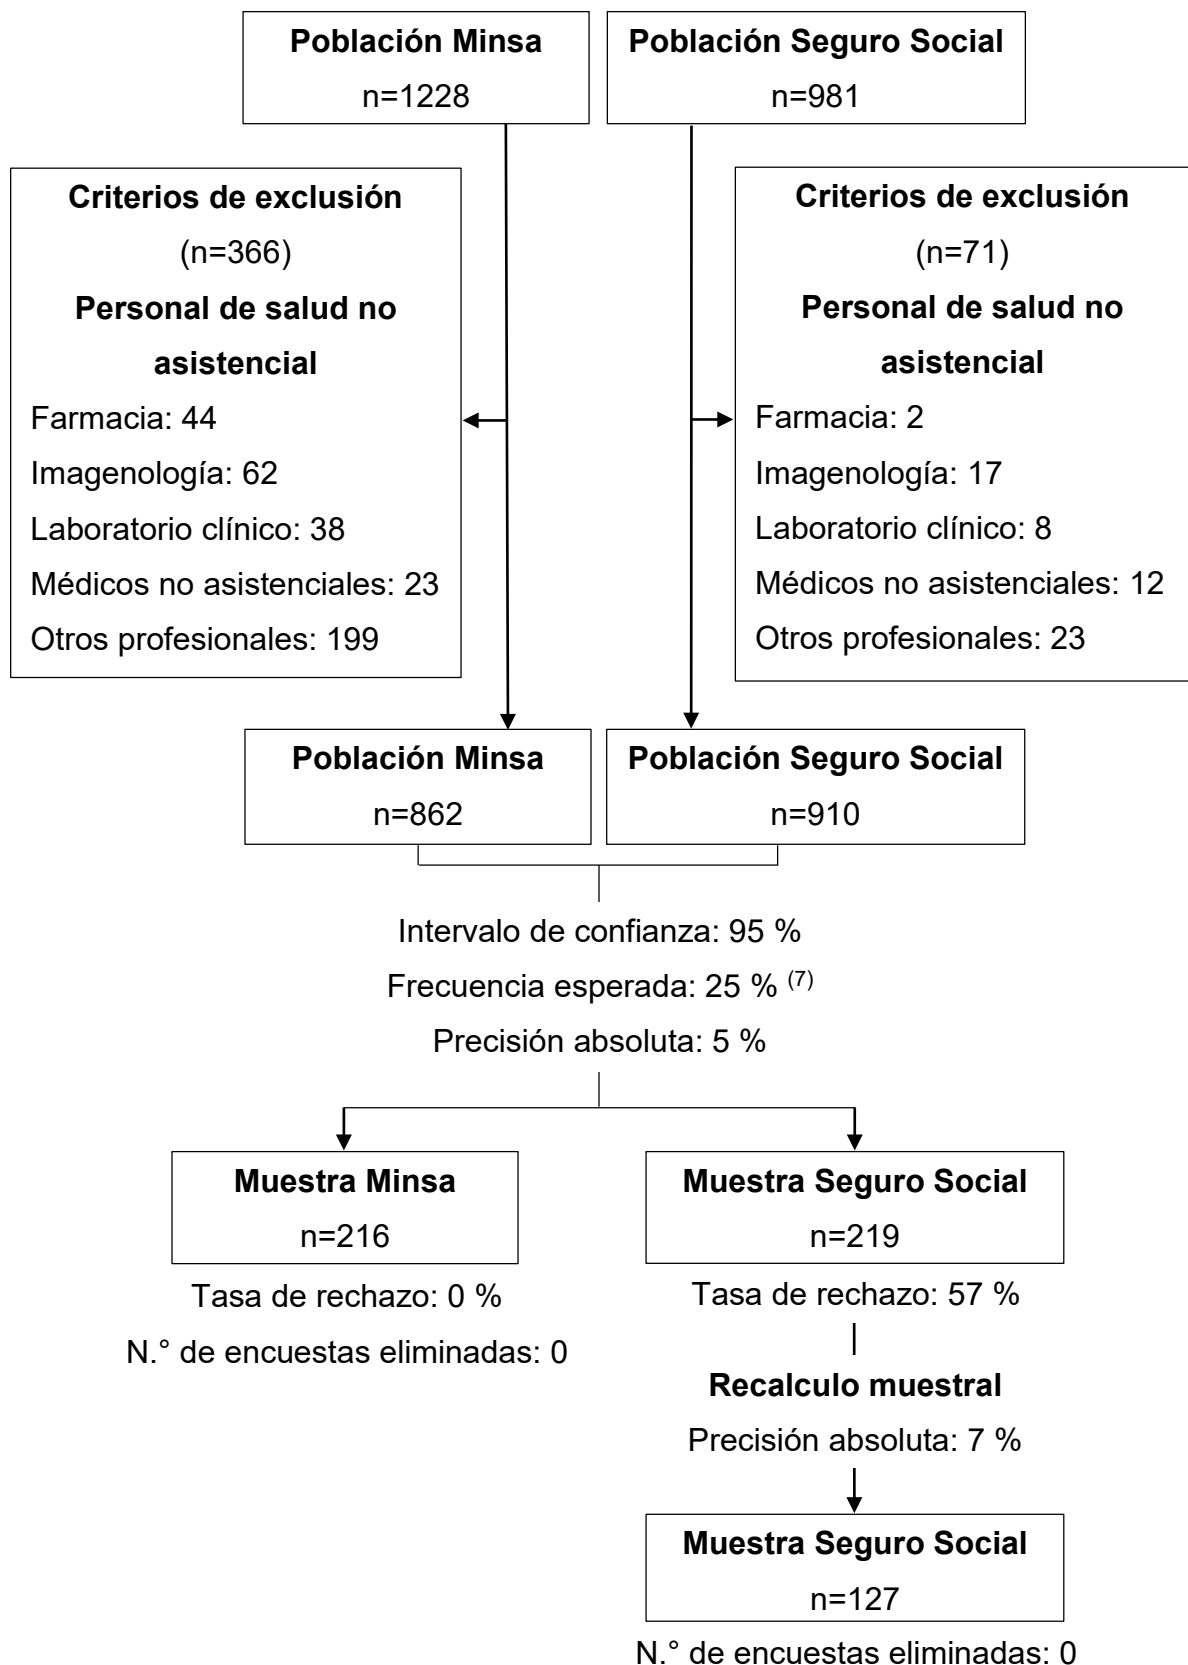 Población Minsa
n=1228
Población Seguro Social
n=981
Criterios de exclusión
(n=366)
Personal de salud no
asistencial
Farmacia: 44
Imagenología: 62
Laboratorio clínico: 38
Médicos no asistenciales: 23
Otros profesionales: 199
Criterios de exclusión
(n=71)
Personal de salud no
asistencial
Farmacia: 2
Imagenología: 17
Laboratorio clínico: 8
Médicos no asistenciales: 12
Otros profesionales: 23
Población Minsa
n=862
Población Seguro Social
n=910
Intervalo de confianza: 95 %
Frecuencia esperada: 25 % (7)
Precisión absoluta: 5 %
Muestra Minsa
n=216
Tasa de rechazo: 0 %
N.° de encuestas eliminadas: 0
Muestra Seguro Social
n=219
Tasa de rechazo: 57 %
Recalculo muestral
Precisión absoluta: 7 %
Muestra Seguro Social
n=127
N.° de encuestas eliminadas: 0